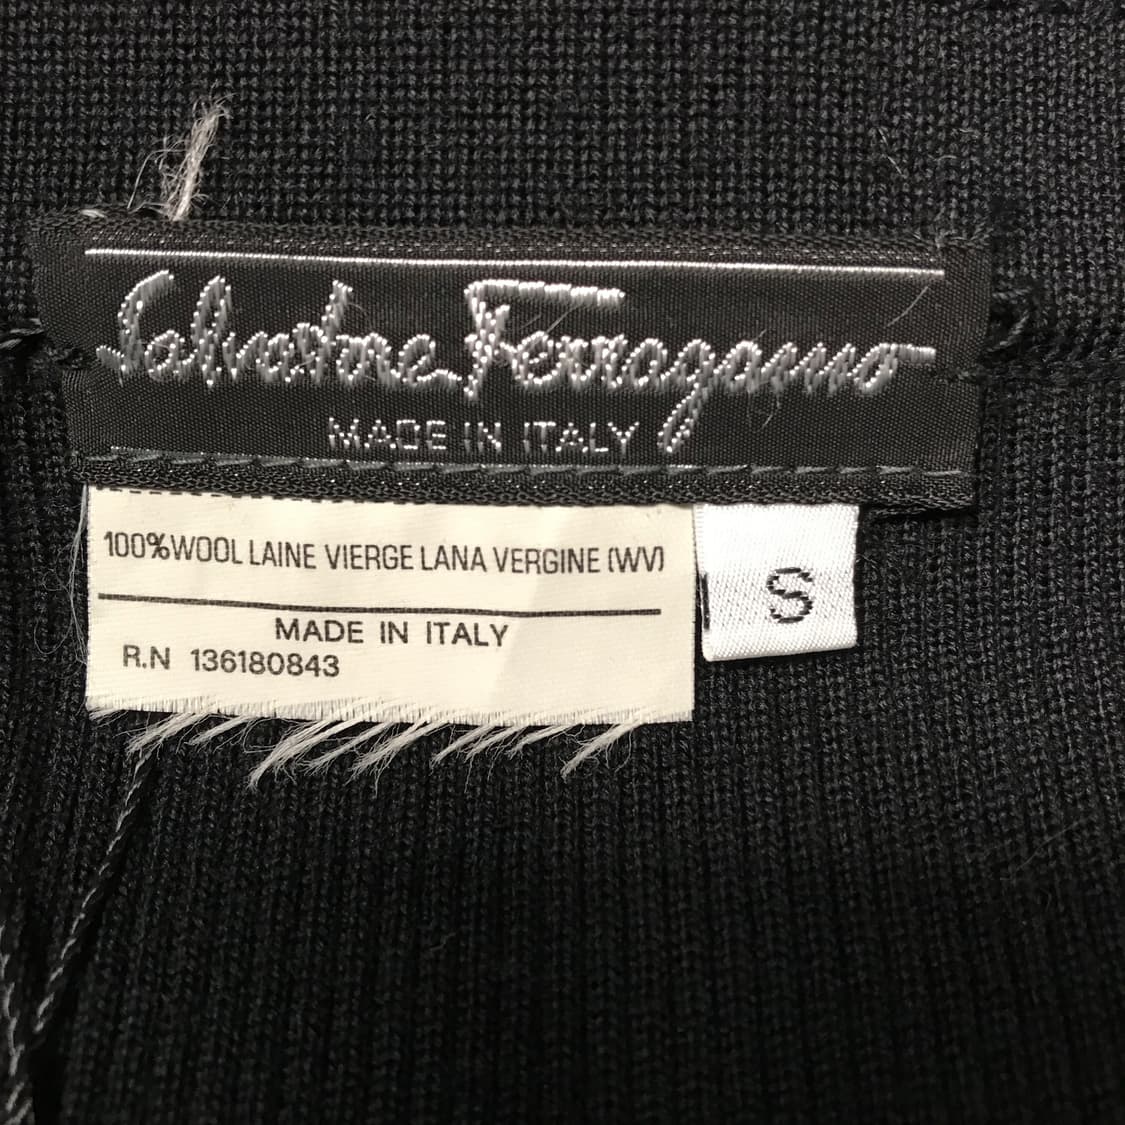 Salvatore Ferragamo
MADE IN ITALY
100%WOOL LAINE VIERGE LANA VERGINE (WV)
MADE IN ITALY
R.N 136180843
S